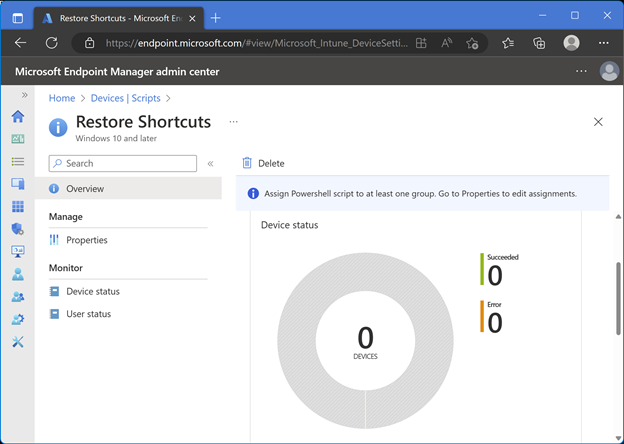 Restore Shortcuts - Microsoft En
https://endpoint.microsoft.com/#view/Microsoft_Intune_DeviceSetti...
Microsoft Endpoint Manager admin center
Home > Devices | Scripts >
Restore Shortcuts
Windows 10 and later
Search
Delete
Overview
Assign Powershell script to at least one group. Go to Properties to edit assignments.
Manage
Properties
Monitor
Device status
User status
Device status
0
DEVICES
Succeeded
0
Error
0